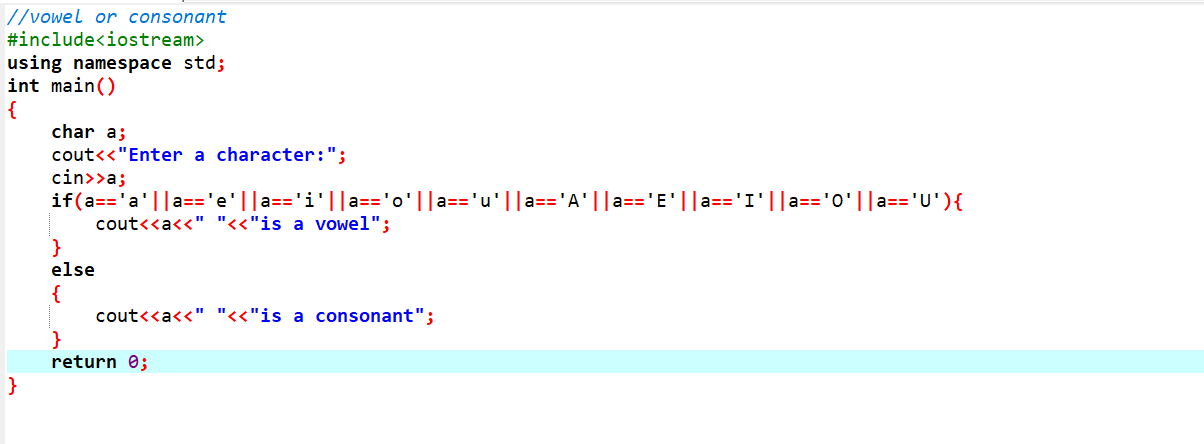 //vowel or consonant
#include<iostream>
using namespace std;
int main()
{
    char a;
    cout<<"Enter a character:";
    cin>>a;
    if(a=='a'||a=='e'||a=='i'||a=='o'||a=='u'||a=='A'||a=='E'||a=='I'||a=='O'||a=='U'){
        cout<<a<<" "<<"is a vowel";
    }
    else
    {
        cout<<a<<" "<<"is a consonant";
    }
    return 0;
}